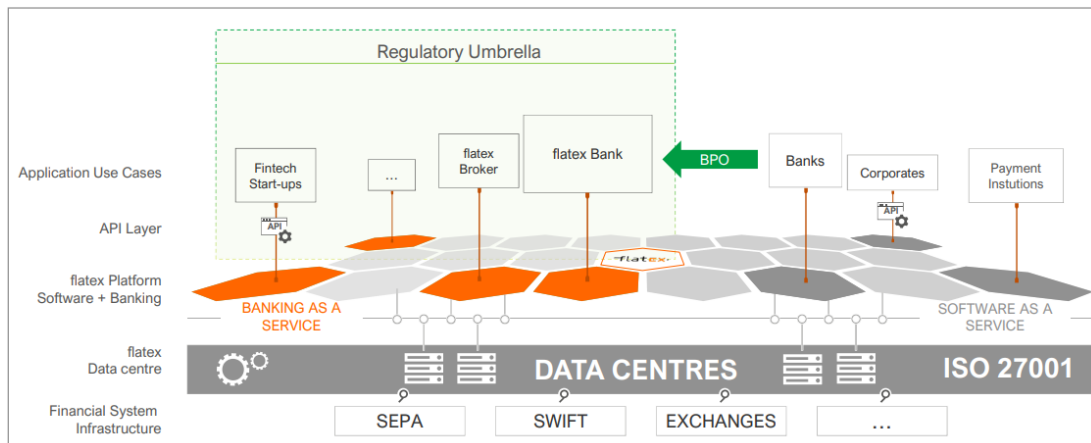 Regulatory Umbrella
Application Use Cases
Fintech
Start-ups
...
flatex
Broker
flatex Bank
BPO
Banks
Corporates
Payment
Instutions
API Layer
API
API
flatex
flatex Platform
Software + Banking
BANKING AS A
SERVICE
SOFTWARE AS A
SERVICE
flatex
Data centre
DATA CENTRES
ISO 27001
Financial System
Infrastructure
SEPA
SWIFT
EXCHANGES
...